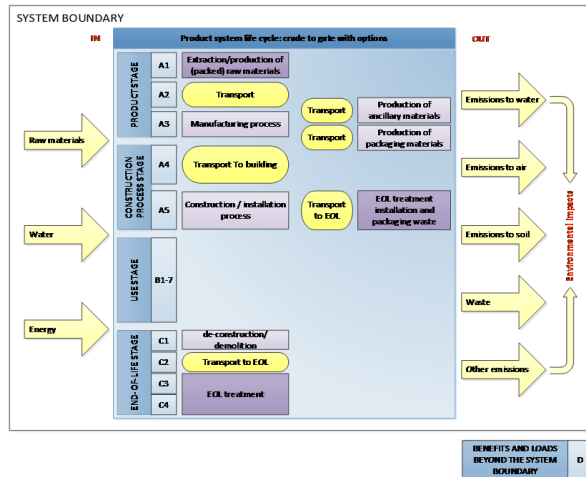 SYSTEM BOUNDARY
IN
Product system life cycle: crude to gate with options
OUT
PRODUCT STAGE
A1
Extraction/production of
(packed) raw materials
A2
Transport
A3
Manufacturing process
Transport
Production of
ancillary materials
Transport
Production of
packaging materials
CONSTRUCTION
PROCESS STAGE
A4
Transport To building
A5
Construction / installation
process
Transport
to EOL
EOL treatment
installation and
packaging waste
USE STAGE
B1-7
END- OF-LIFE STAGE
C1
de-construction/
demolition
C2
Transport to EOL
C3
EOL treatment
C4
Raw materials
Water
Energy
Emissions to water
Emissions to air
Emissions to soil
Waste
Other emissions
Environmental Impacts
BENEFITS AND LOADS
BEYOND THE SYSTEM
BOUNDARY
D